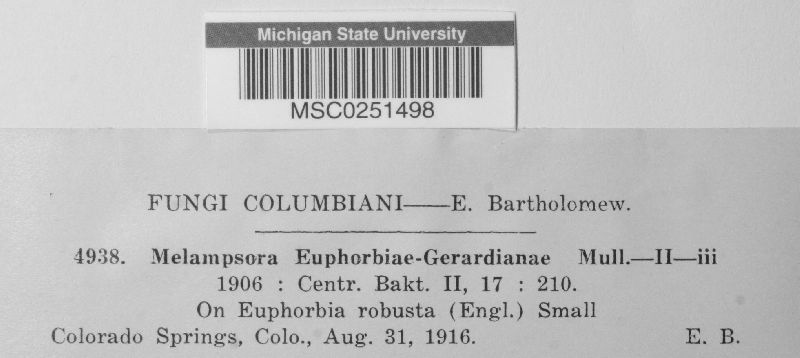 Michigan State University
MSC0251498
FUNGI COLUMBIANI——E. Bartholomew.
4938. Melampsora Euphorbiae-Gerardianae Mull.—II—iii
1906 : Centr. Bakt. II, 17 : 210.
On Euphorbia robusta (Engl.) Small
Colorado Springs, Colo., Aug. 31, 1916. E. B.